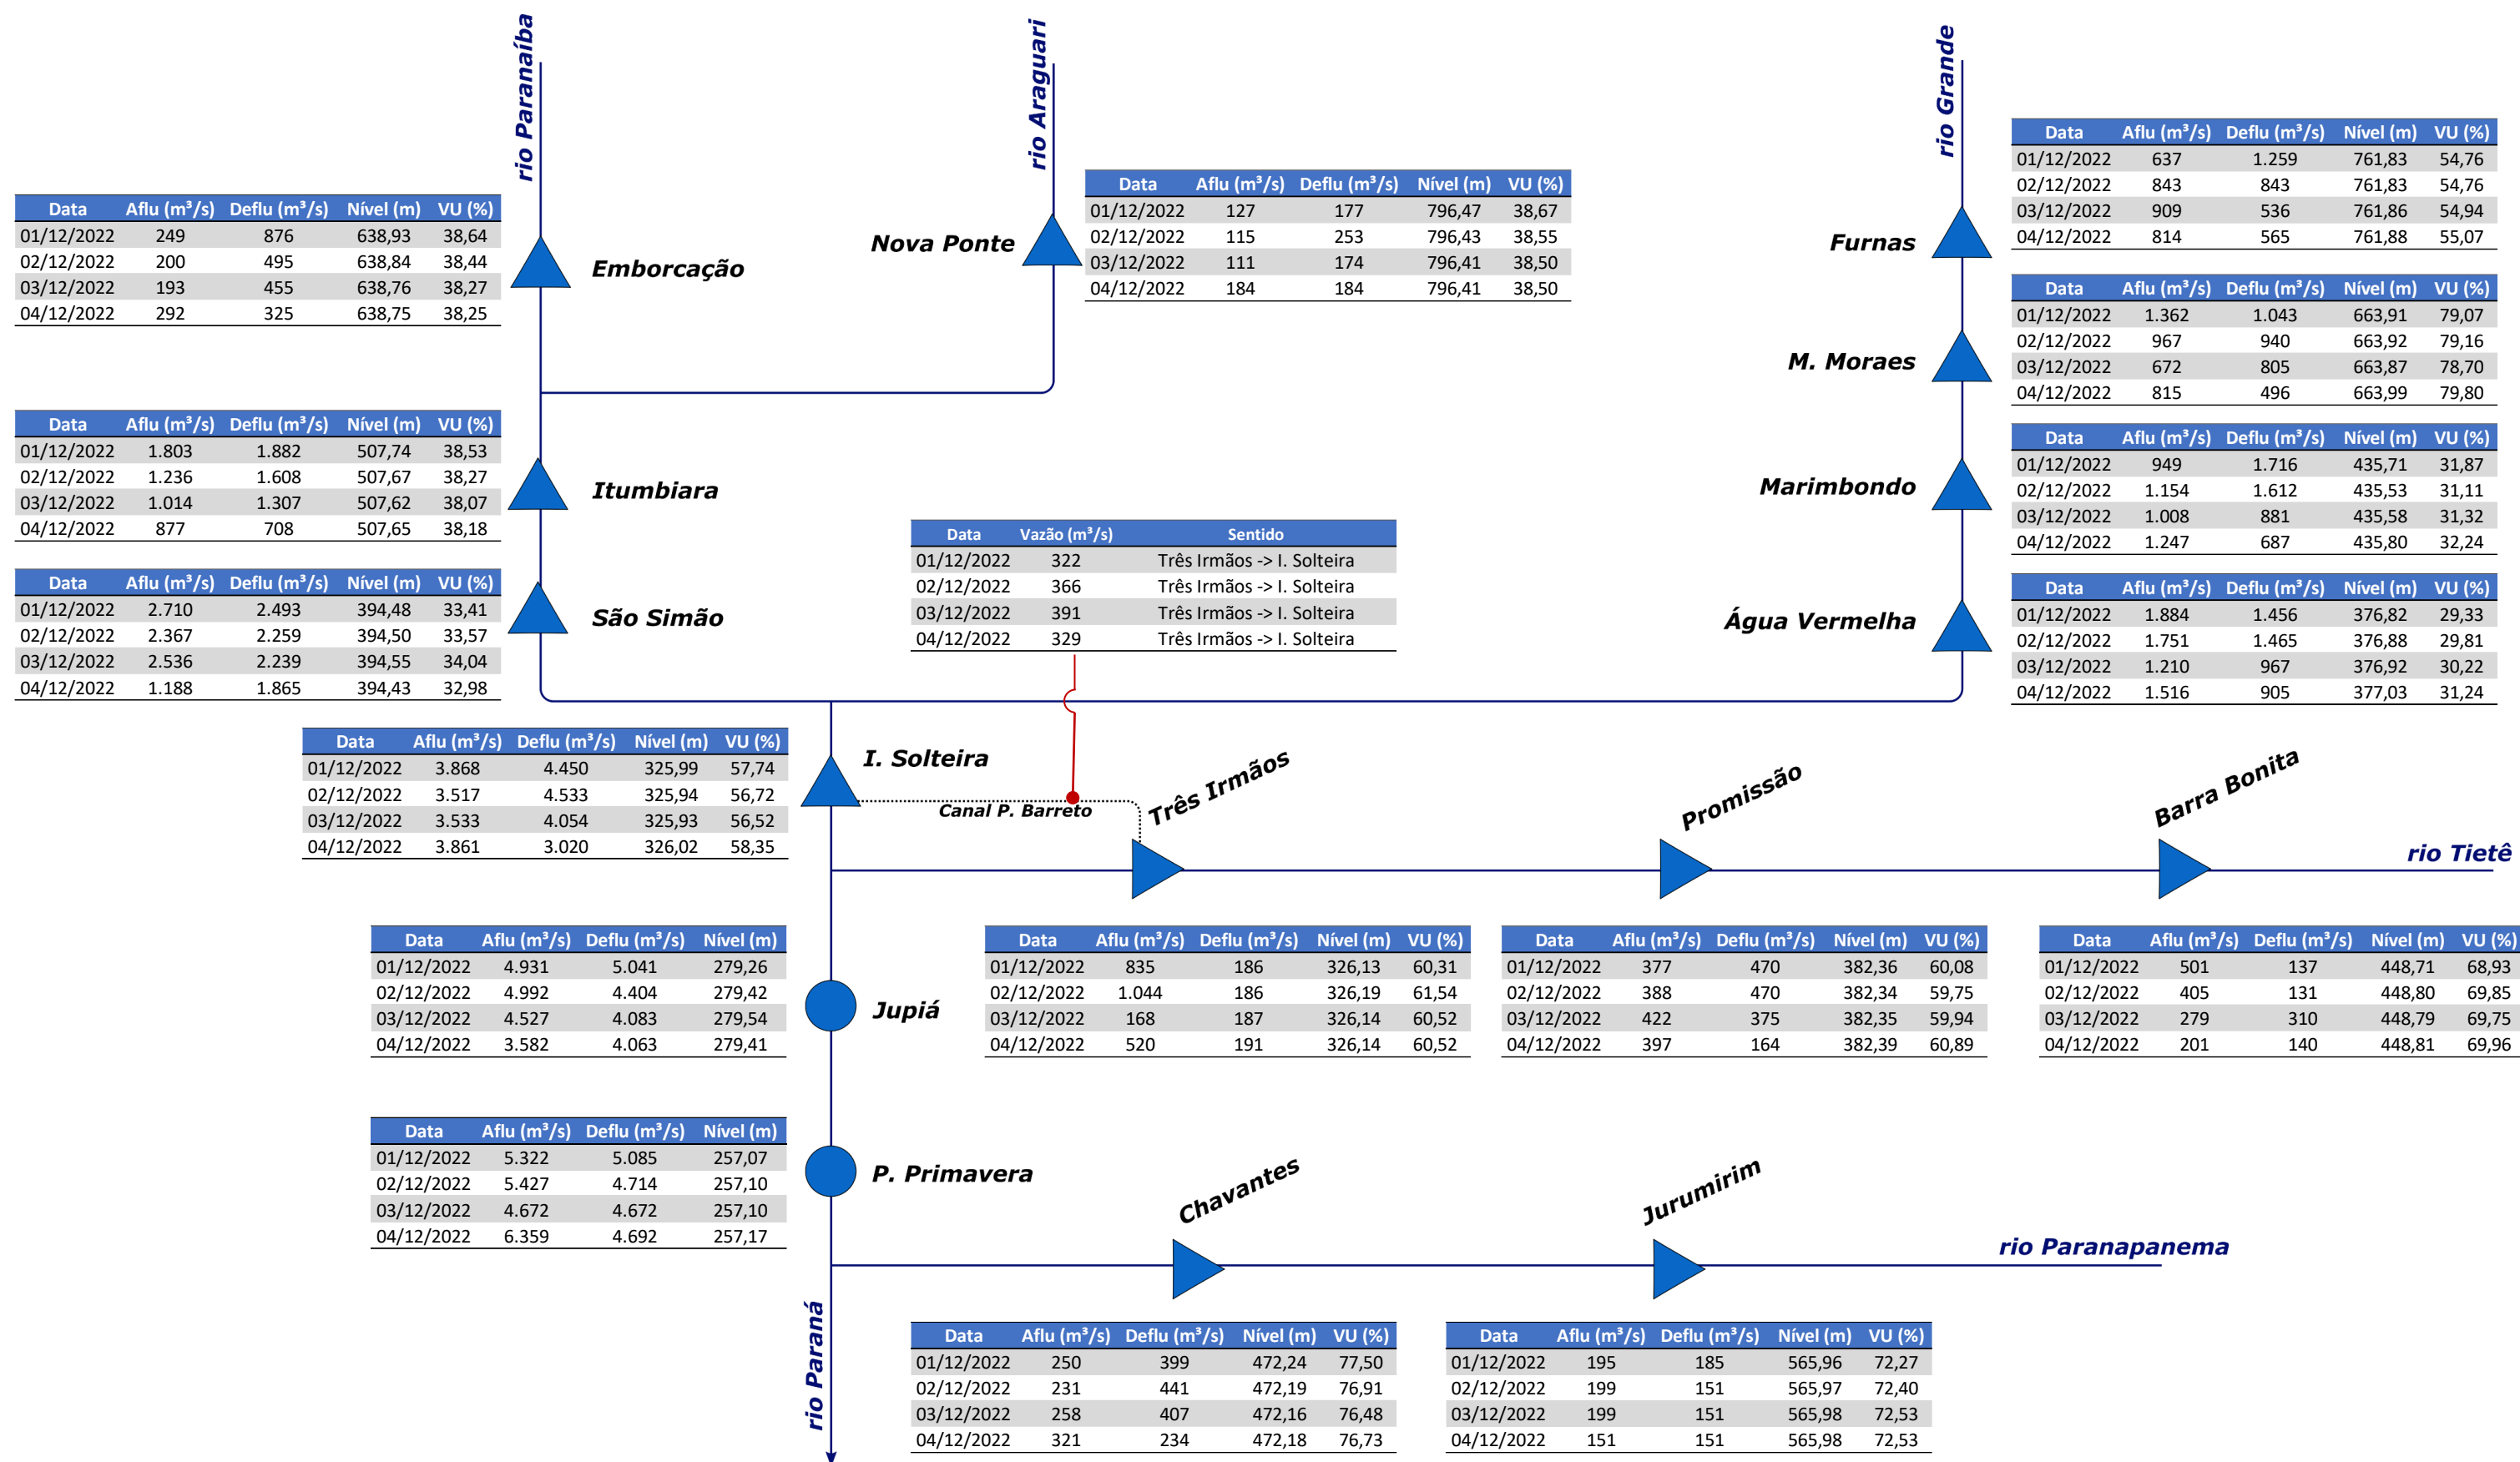 rio Paranaíba
rio Araguari
rio Grande
Data Aflu (m³/s) Deflu (m³/s) Nível (m) VU (%)
01/12/2022 249 876 638,93 38,64
02/12/2022 200 495 638,84 38,44
03/12/2022 193 455 638,76 38,27
04/12/2022 292 325 638,75 38,25
Emborcação
Nova Ponte
Data Aflu (m³/s) Deflu (m³/s) Nível (m) VU (%)
01/12/2022 127 177 796,47 38,67
02/12/2022 115 253 796,43 38,55
03/12/2022 111 174 796,41 38,50
04/12/2022 184 184 796,41 38,50
Furnas
Data Aflu (m³/s) Deflu (m³/s) Nível (m) VU (%)
01/12/2022 637 1.259 761,83 54,76
02/12/2022 843 843 761,83 54,76
03/12/2022 909 536 761,86 54,94
04/12/2022 814 565 761,88 55,07
M. Moraes
Data Aflu (m³/s) Deflu (m³/s) Nível (m) VU (%)
01/12/2022 1.362 1.043 663,91 79,07
02/12/2022 967 940 663,92 79,16
03/12/2022 672 805 663,87 78,70
04/12/2022 815 496 663,99 79,80
Data Aflu (m³/s) Deflu (m³/s) Nível (m) VU (%)
01/12/2022 1.803 1.882 507,74 38,53
02/12/2022 1.236 1.608 507,67 38,27
03/12/2022 1.014 1.307 507,62 38,07
04/12/2022 877 708 507,65 38,18
Itumbiara
Marimbondo
Data Aflu (m³/s) Deflu (m³/s) Nível (m) VU (%)
01/12/2022 949 1.716 435,71 31,87
02/12/2022 1.154 1.612 435,53 31,11
03/12/2022 1.008 881 435,58 31,32
04/12/2022 1.247 687 435,80 32,24
Data Vazão (m³/s) Sentido
01/12/2022 322 Três Irmãos -> I. Solteira
02/12/2022 366 Três Irmãos -> I. Solteira
03/12/2022 391 Três Irmãos -> I. Solteira
04/12/2022 329 Três Irmãos -> I. Solteira
Data Aflu (m³/s) Deflu (m³/s) Nível (m) VU (%)
01/12/2022 2.710 2.493 394,48 33,41
02/12/2022 2.367 2.259 394,50 33,57
03/12/2022 2.536 2.239 394,55 34,04
04/12/2022 1.188 1.865 394,43 32,98
São Simão
Água Vermelha
Data Aflu (m³/s) Deflu (m³/s) Nível (m) VU (%)
01/12/2022 1.884 1.456 376,82 29,33
02/12/2022 1.751 1.465 376,88 29,81
03/12/2022 1.210 967 376,92 30,22
04/12/2022 1.516 905 377,03 31,24
Data Aflu (m³/s) Deflu (m³/s) Nível (m) VU (%)
01/12/2022 3.868 4.450 325,99 57,74
02/12/2022 3.517 4.533 325,94 56,72
03/12/2022 3.533 4.054 325,93 56,52
04/12/2022 3.861 3.020 326,02 58,35
I. Solteira
Canal P. Barreto
Três Irmãos
Promissão
Barra Bonita
rio Tietê
Data Aflu (m³/s) Deflu (m³/s) Nível (m)
01/12/2022 4.931 5.041 279,26
02/12/2022 4.992 4.404 279,42
03/12/2022 4.527 4.083 279,54
04/12/2022 3.582 4.063 279,41
Jupiá
Data Aflu (m³/s) Deflu (m³/s) Nível (m) VU (%)
01/12/2022 835 186 326,13 60,31
02/12/2022 1.044 186 326,19 61,54
03/12/2022 168 187 326,14 60,52
04/12/2022 520 191 326,14 60,52
Data Aflu (m³/s) Deflu (m³/s) Nível (m) VU (%)
01/12/2022 377 470 382,36 60,08
02/12/2022 388 470 382,34 59,75
03/12/2022 422 375 382,35 59,94
04/12/2022 397 164 382,39 60,89
Data Aflu (m³/s) Deflu (m³/s) Nível (m) VU (%)
01/12/2022 501 137 448,71 68,93
02/12/2022 405 131 448,80 69,85
03/12/2022 279 310 448,79 69,75
04/12/2022 201 140 448,81 69,96
Data Aflu (m³/s) Deflu (m³/s) Nível (m)
01/12/2022 5.322 5.085 257,07
02/12/2022 5.427 4.714 257,10
03/12/2022 4.672 4.672 257,10
04/12/2022 6.359 4.692 257,17
P. Primavera
Chavantes
Jurumirim
rio Paranapanema
rio Paraná
Data Aflu (m³/s) Deflu (m³/s) Nível (m) VU (%)
01/12/2022 250 399 472,24 77,50
02/12/2022 231 441 472,19 76,91
03/12/2022 258 407 472,16 76,48
04/12/2022 321 234 472,18 76,73
Data Aflu (m³/s) Deflu (m³/s) Nível (m) VU (%)
01/12/2022 195 185 565,96 72,27
02/12/2022 199 151 565,97 72,40
03/12/2022 199 151 565,98 72,53
04/12/2022 151 151 565,98 72,53